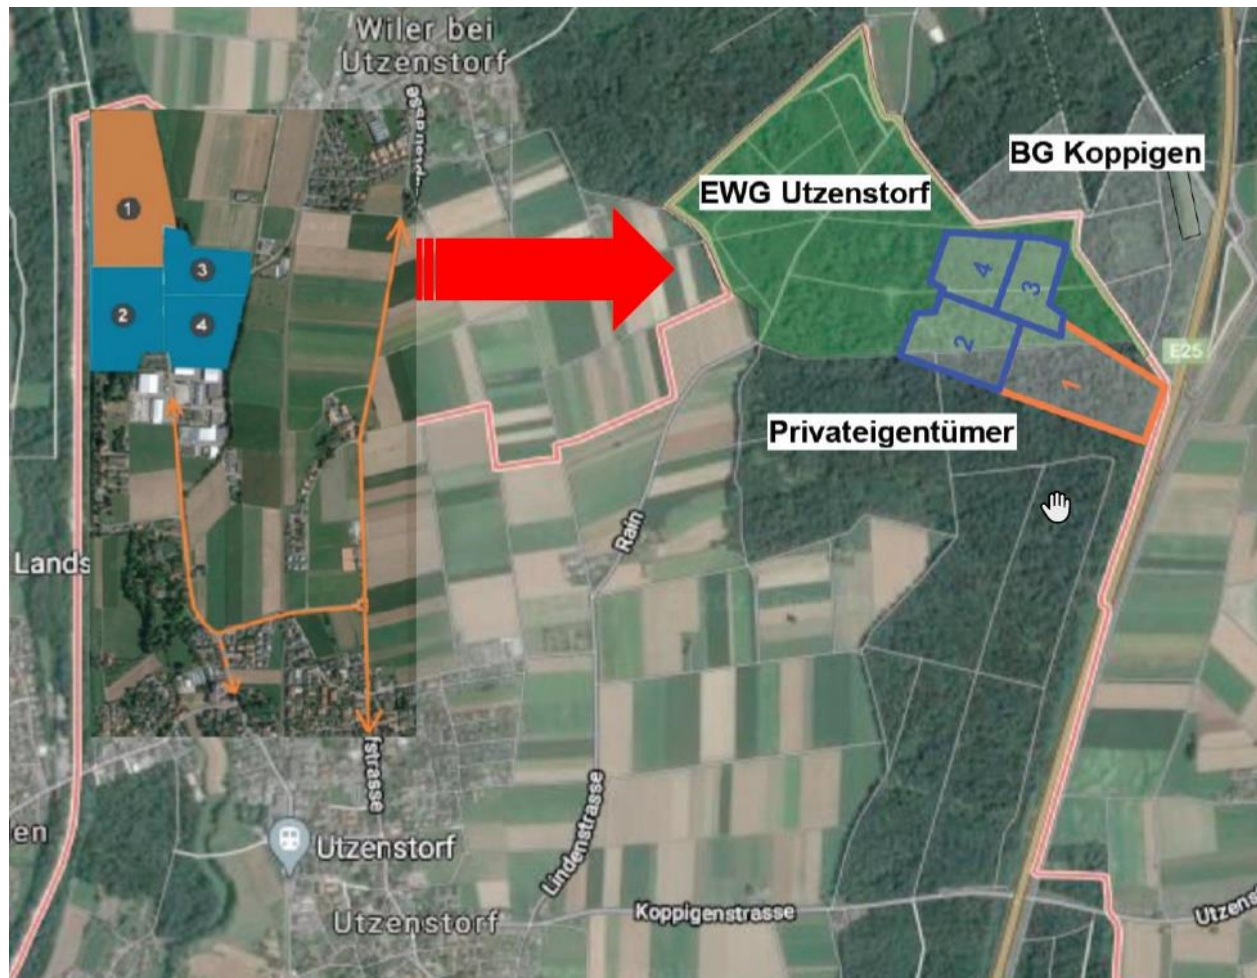 Wiler bei
Utzenstorf
BG Koppigen
EWG Utzenstorf
1
3
2
4
4
3
2
1
E25
Privateigentümer
Rain
Lands
fstrasse
en
Utzenstorf
Lindenstrasse
Utzenstorf
Koppigenstrasse
Utzens